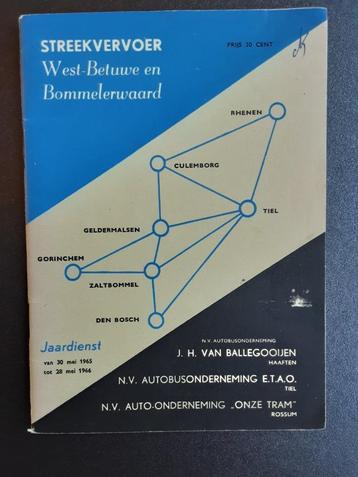 STREEKVERVOER
West-Betuwe en
Bommelerwaard
PRIJS 30 CENT
RHENEN
CULEMBORG
TIEL
GELDERMALSEN
GORINCHEM
ZALTBOMMEL
DEN BOSCH
Jaardienst
van 30 mei 1965
tot 28 mei 1966
N.V. AUTOBUSONDERNEMING
J. H. VAN BALLEGOOIJEN
HAAFTEN
N.V. AUTOBUSONDERNEMING E.T.A.O.
TIEL
N.V. AUTO-ONDERNEMING „ONZE TRAM"
ROSSUM